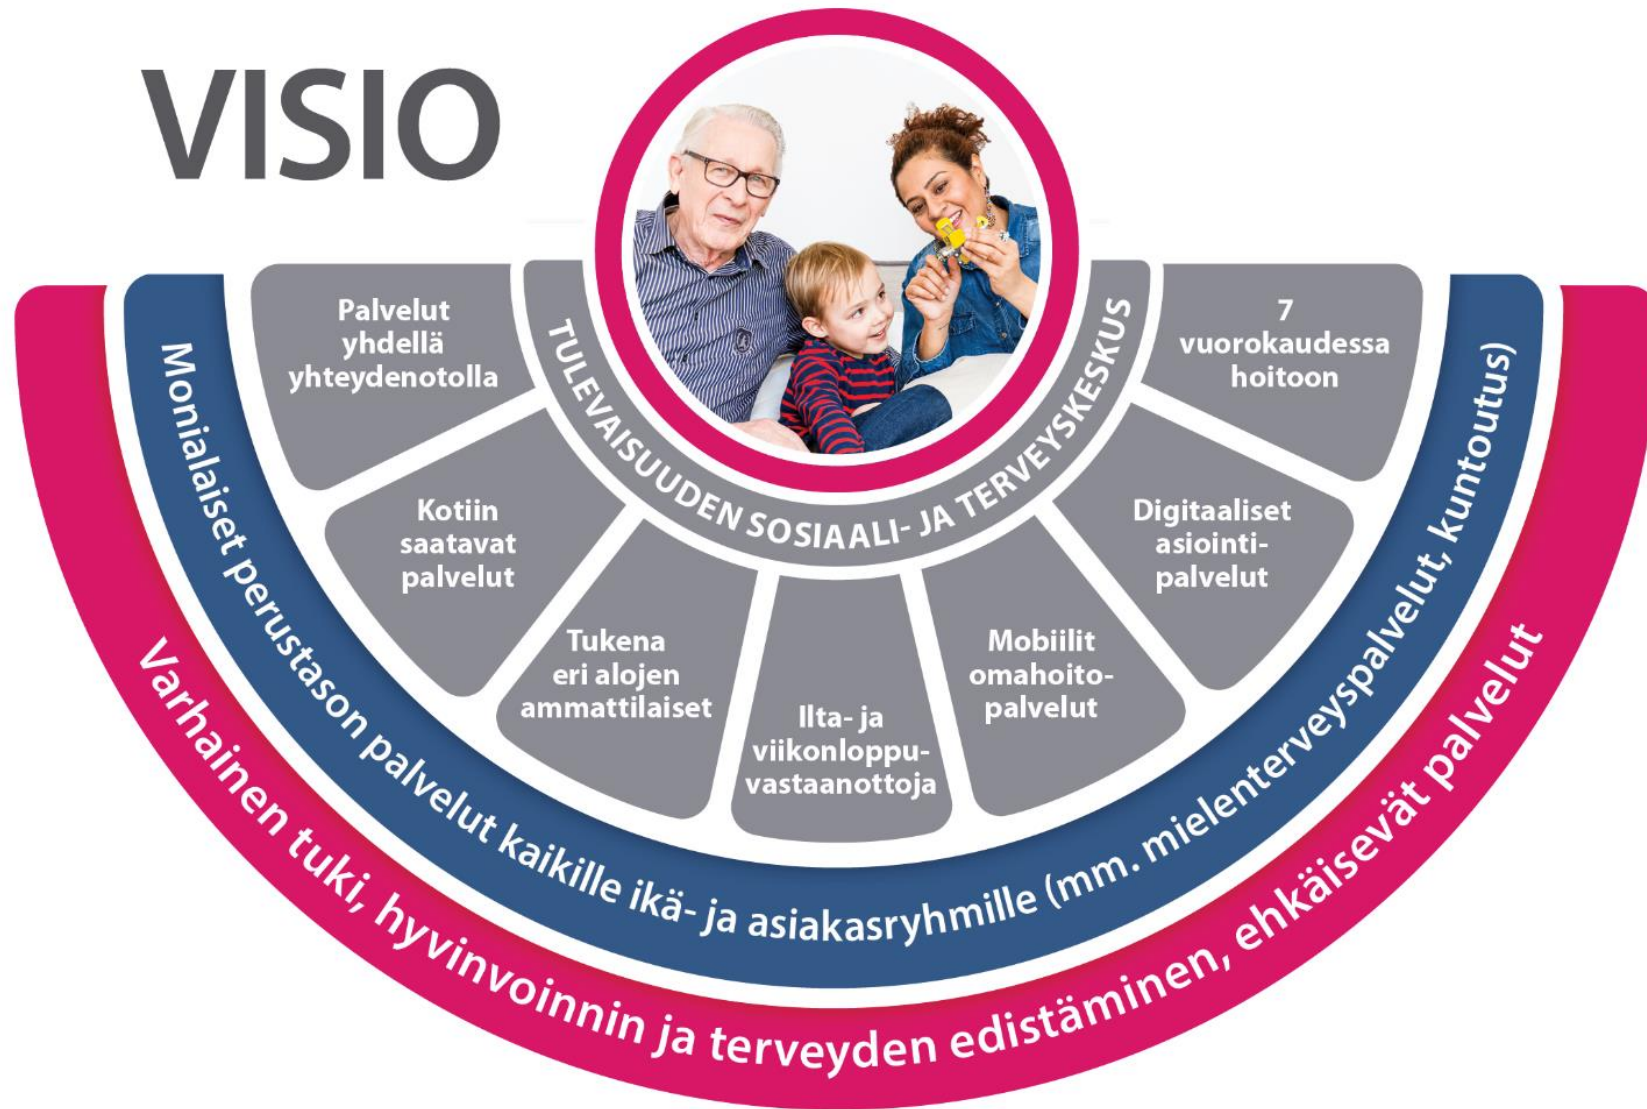 VISIO
TULEVAISUUDEN SOSIAALI- JA TERVEYSKESKUS
Palvelut
yhdellä
yhteydenotolla
Kotiin
saatavat
palvelut
Tukena
eri alojen
ammattilaiset
Ilta- ja
viikonloppu-
vastaanottoja
Mobiilit
omahoito-
palvelut
Digitaaliset
asiointi-
palvelut
7
vuorokaudessa
hoitoon
Monialaiset perustason palvelut kaikille ikä- ja asiakasryhmille (mm. mielenterveyspalvelut, kuntoutus)
Varhainen tuki, hyvinvoinnin ja terveyden edistäminen, ehkäisevät palvelut